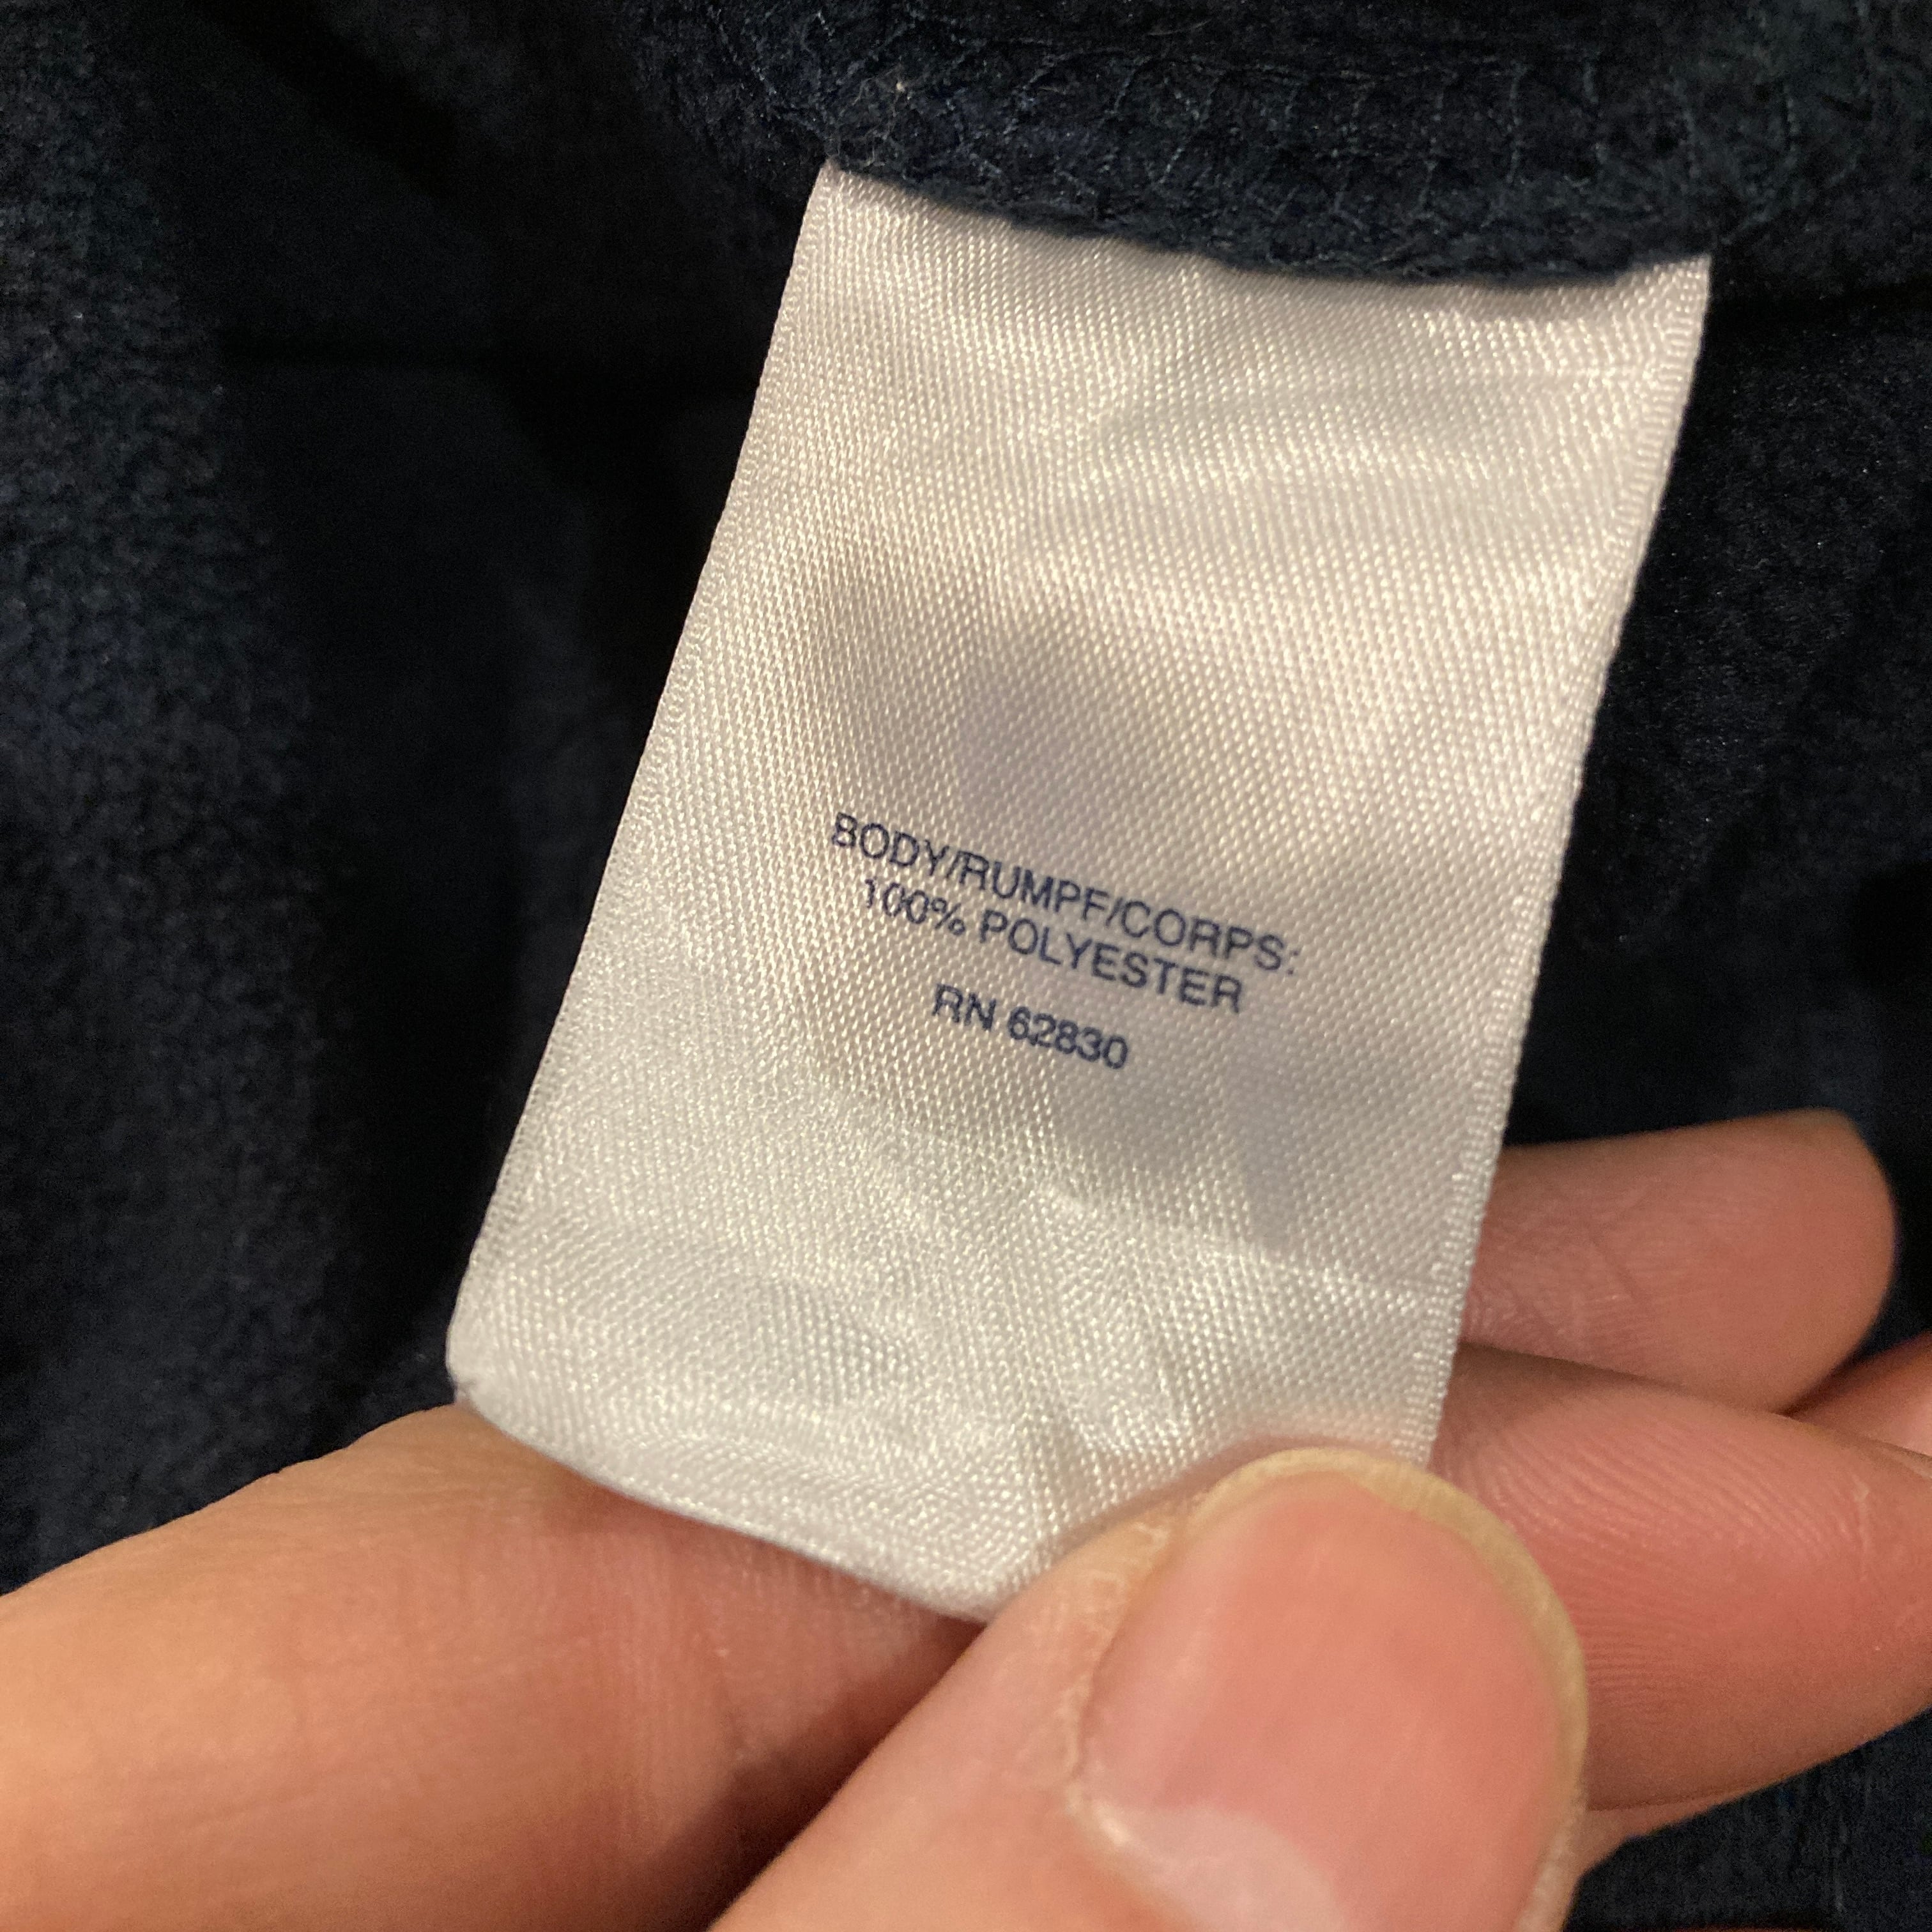 BODY/RUMPF/CORPS:
100% POLYESTER
RN 62830